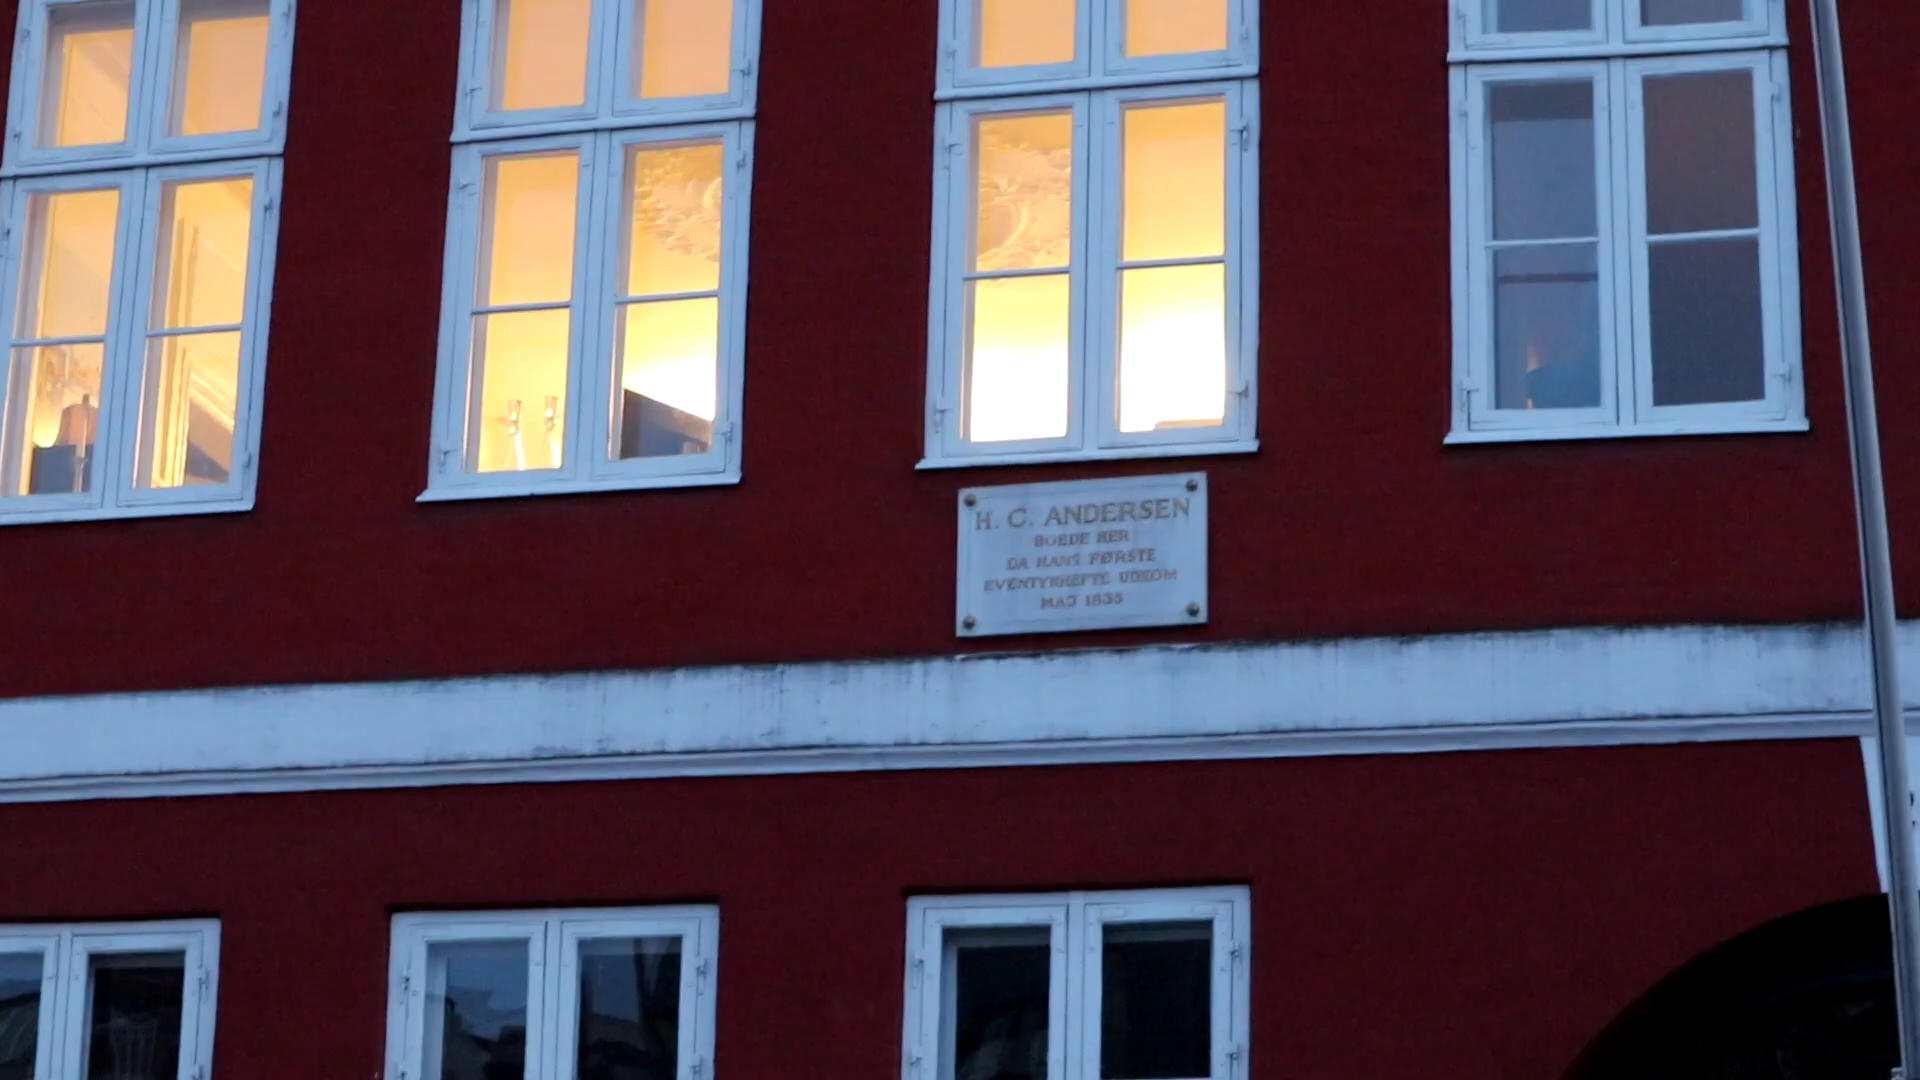 H. C. ANDERSEN
BOEDE HER
DA HANS FØRSTE
EVENTYRHEFTE UDKOM
MAJ 1835